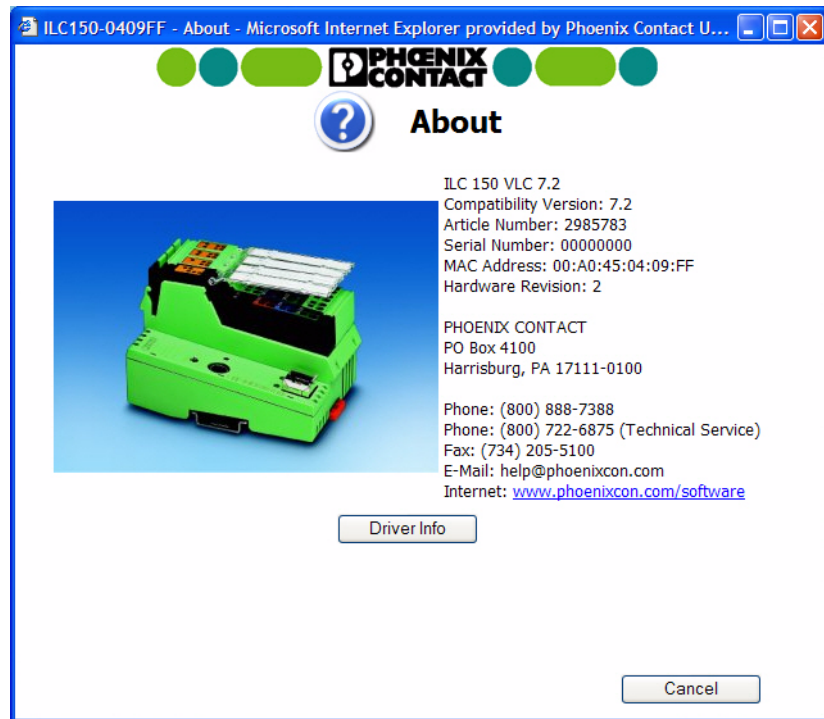 ILC150-0409FF - About - Microsoft Internet Explorer provided by Phoenix Contact U...
PHŒNIX
CONTACT
About
ILC 150 VLC 7.2
Compatibility Version: 7.2
Article Number: 2985783
Serial Number: 00000000
MAC Address: 00:A0:45:04:09:FF
Hardware Revision: 2
PHOENIX CONTACT
PO Box 4100
Harrisburg, PA 17111-0100
Phone: (800) 888-7388
Phone: (800) 722-6875 (Technical Service)
Fax: (734) 205-5100
E-Mail: help@phoenixcon.com
Internet: www.phoenixcon.com/software
Driver Info
Cancel